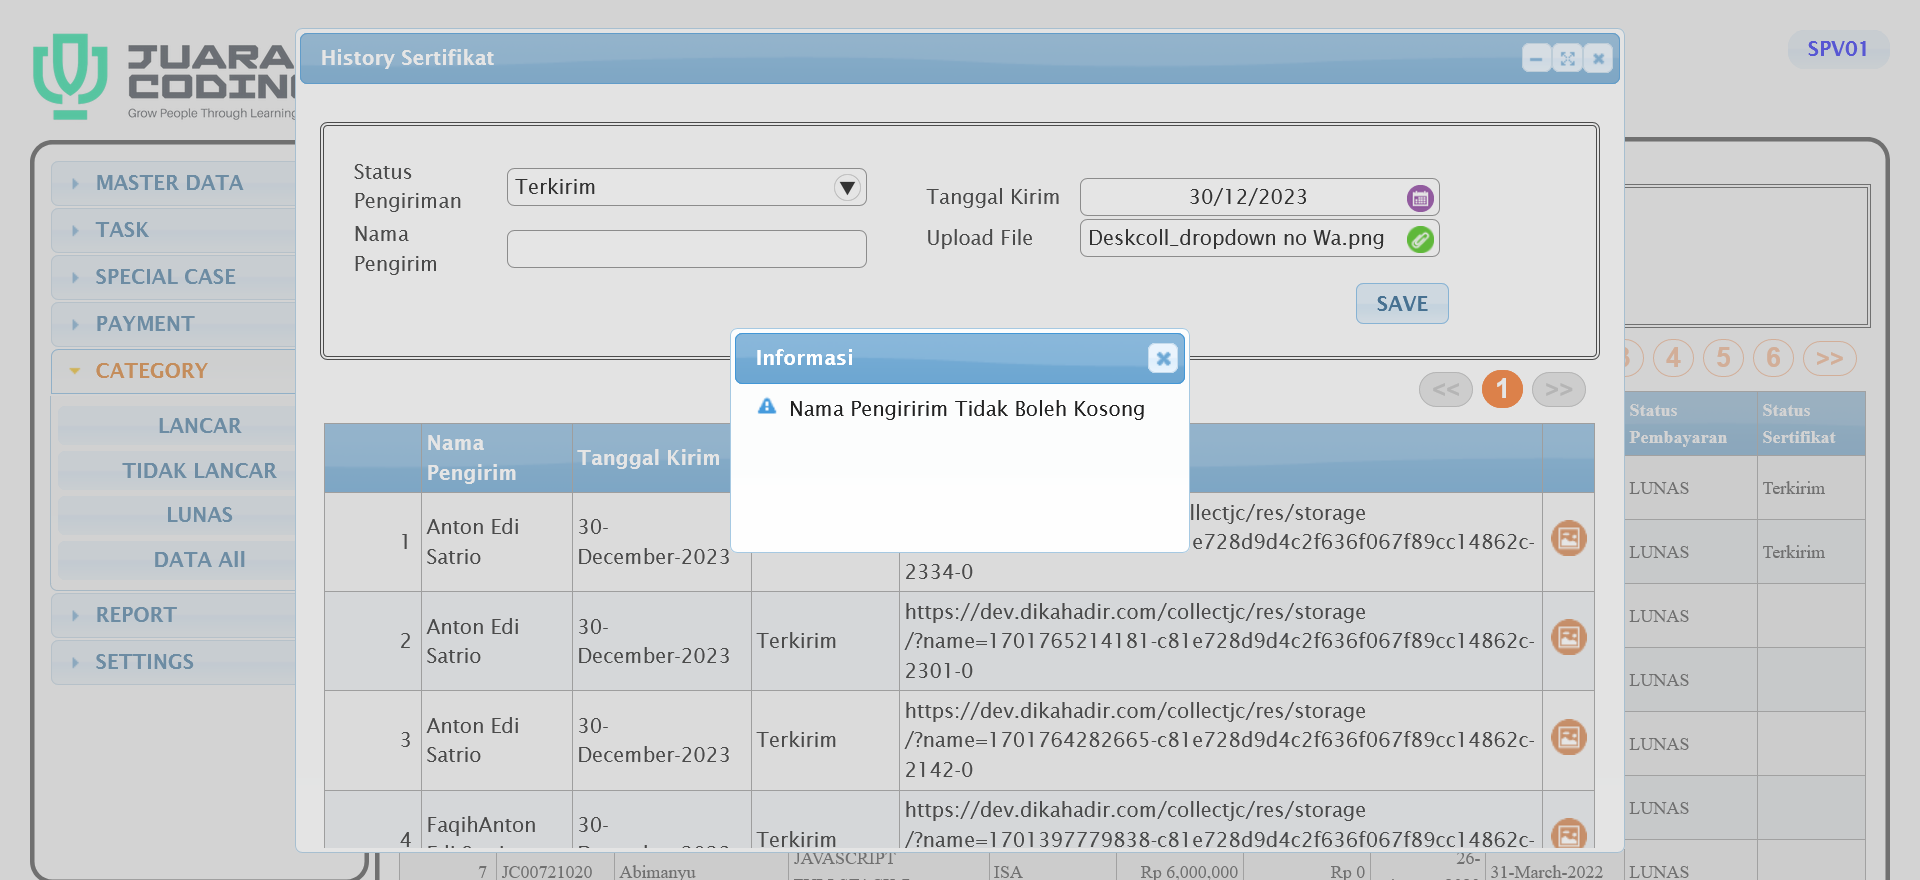 JUARA
CODING
Grow People Through Learning
SPV01
MASTER DATA
TASK
SPECIAL CASE
PAYMENT
CATEGORY
LANCAR
TIDAK LANCAR
LUNAS
DATA All
REPORT
SETTINGS
History Sertifikat
Status
Pengiriman
Terkirim
Nama
Pengirim
Tanggal Kirim
30/12/2023
Upload File
Deskcoll_dropdown no Wa.png
SAVE
Informasi
Nama Pengiririm Tidak Boleh Kosong
<< 1 >>
Nama
Pengirim
Tanggal Kirim
1
Anton Edi
Satrio
30-
December-2023
llectjc/res/storage
e728d9d4c2f636f067f89cc14862c-
2334-0
2
Anton Edi
Satrio
30-
December-2023
Terkirim
https://dev.dikahadir.com/collectjc/res/storage
/?name=1701765214181-c81e728d9d4c2f636f067f89cc14862c-
2301-0
3
Anton Edi
Satrio
30-
December-2023
Terkirim
https://dev.dikahadir.com/collectjc/res/storage
/?name=1701764282665-c81e728d9d4c2f636f067f89cc14862c-
2142-0
4
FaqihAnton
30-
Terkirim
https://dev.dikahadir.com/collectjc/res/storage
/?name=1701397779838-c81e728d9d4c2f636f067f89cc14862c-
3 4 5 6 >>
Status
Pembayaran
Status
Sertifikat
LUNAS Terkirim
LUNAS Terkirim
LUNAS
LUNAS
LUNAS
LUNAS
LUNAS
7
JC00721020
Abimanyu
JAVASCRIPT
ISA
Rp 6,000,000
Rp 0
26-
31-March-2022